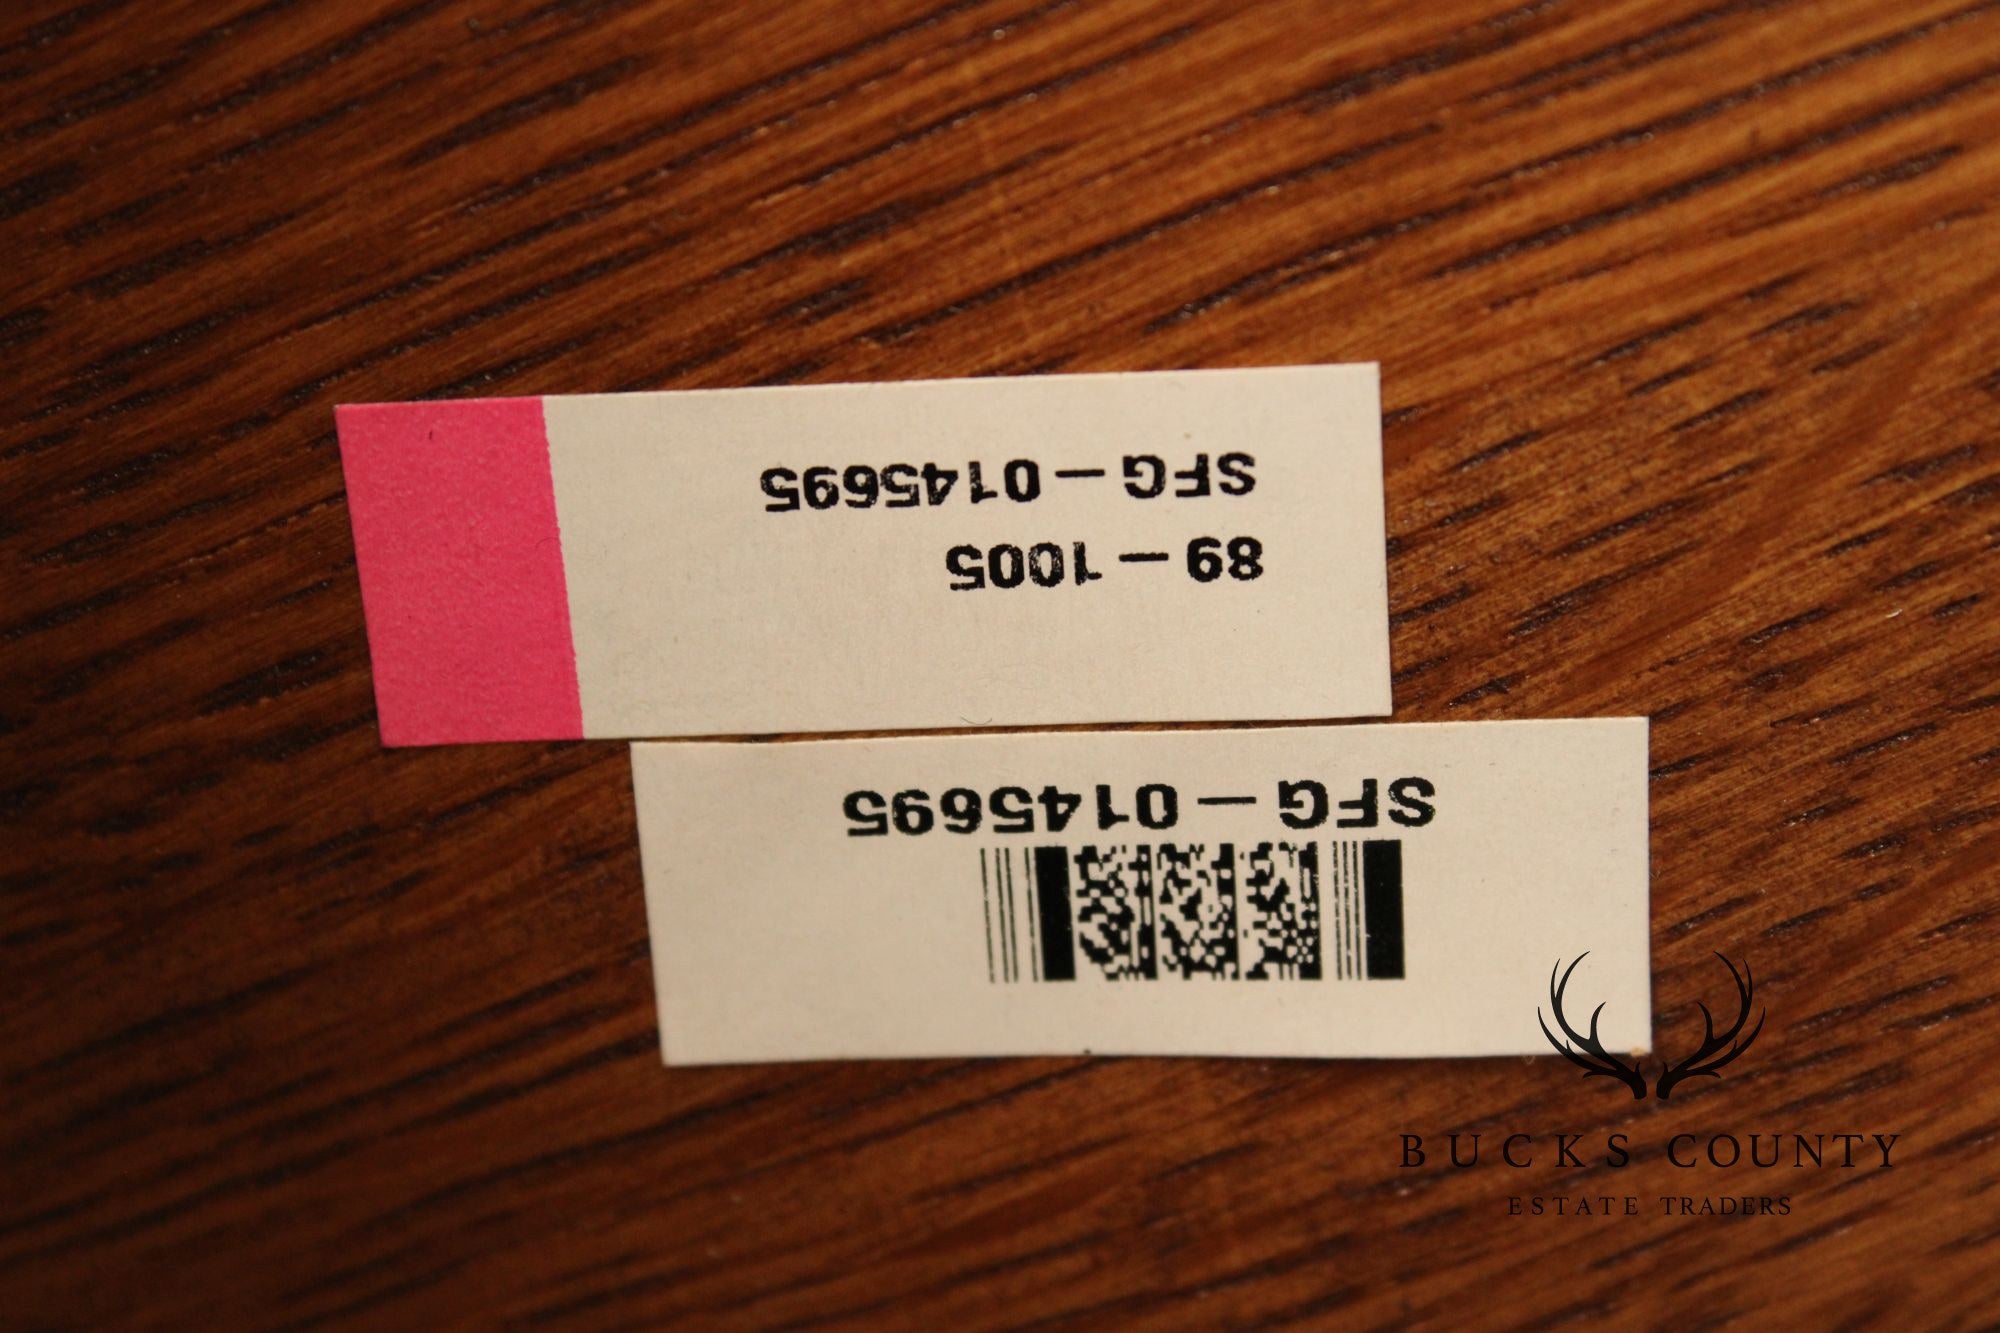 SFG – 0145695
89 – 1005
SFG – 0145695
BUCKS COUNTY
ESTATE TRADERS